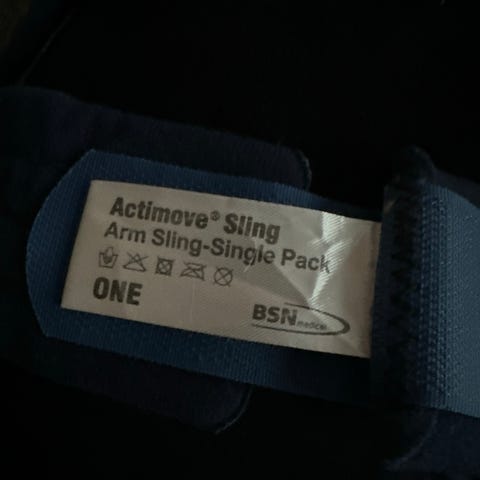 Actimove® Sling
Arm Sling-Single Pack
ONE
BSN medical